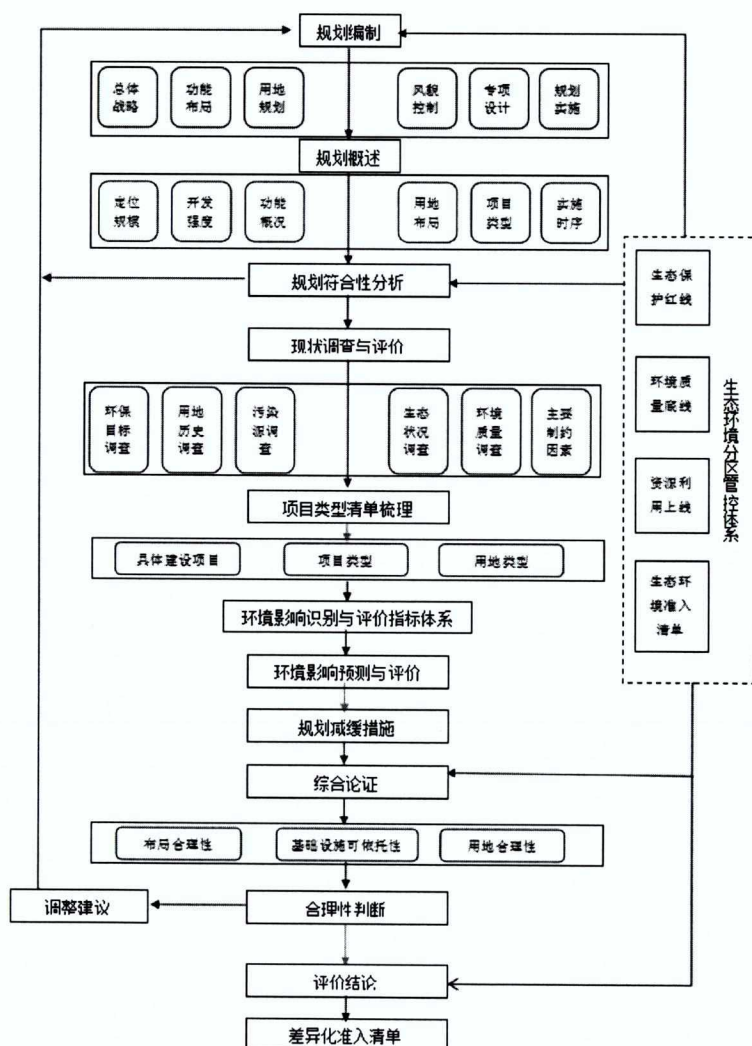 规划编制
总体 功能 用地 风貌 专项 规划
战略 布局 规划 控制 设计 实施
规划概述
定位 开发 功能 用地 项目 实施
规模 强度 概况 布局 类型 时序
规划符合性分析
现状调查与评价
环保 用地 污染 生态 环境 主要
目标 历史 源调 状况 质量 制约
调查 调查 查 调查 调查 因素
项目类型清单梳理
具体建设项目 项目类型 用地类型
环境影响识别与评价指标体系
环境影响预测与评价
规划减缓措施
综合论证
布局合理性 基础设施可依托性 用地合理性
调整建议 合理性判断
评价结论
差异化准入清单
生态保
护红线
环境质
量底线
资源利
用上线
生态环
境准入
清单
生态环境分区管控体系